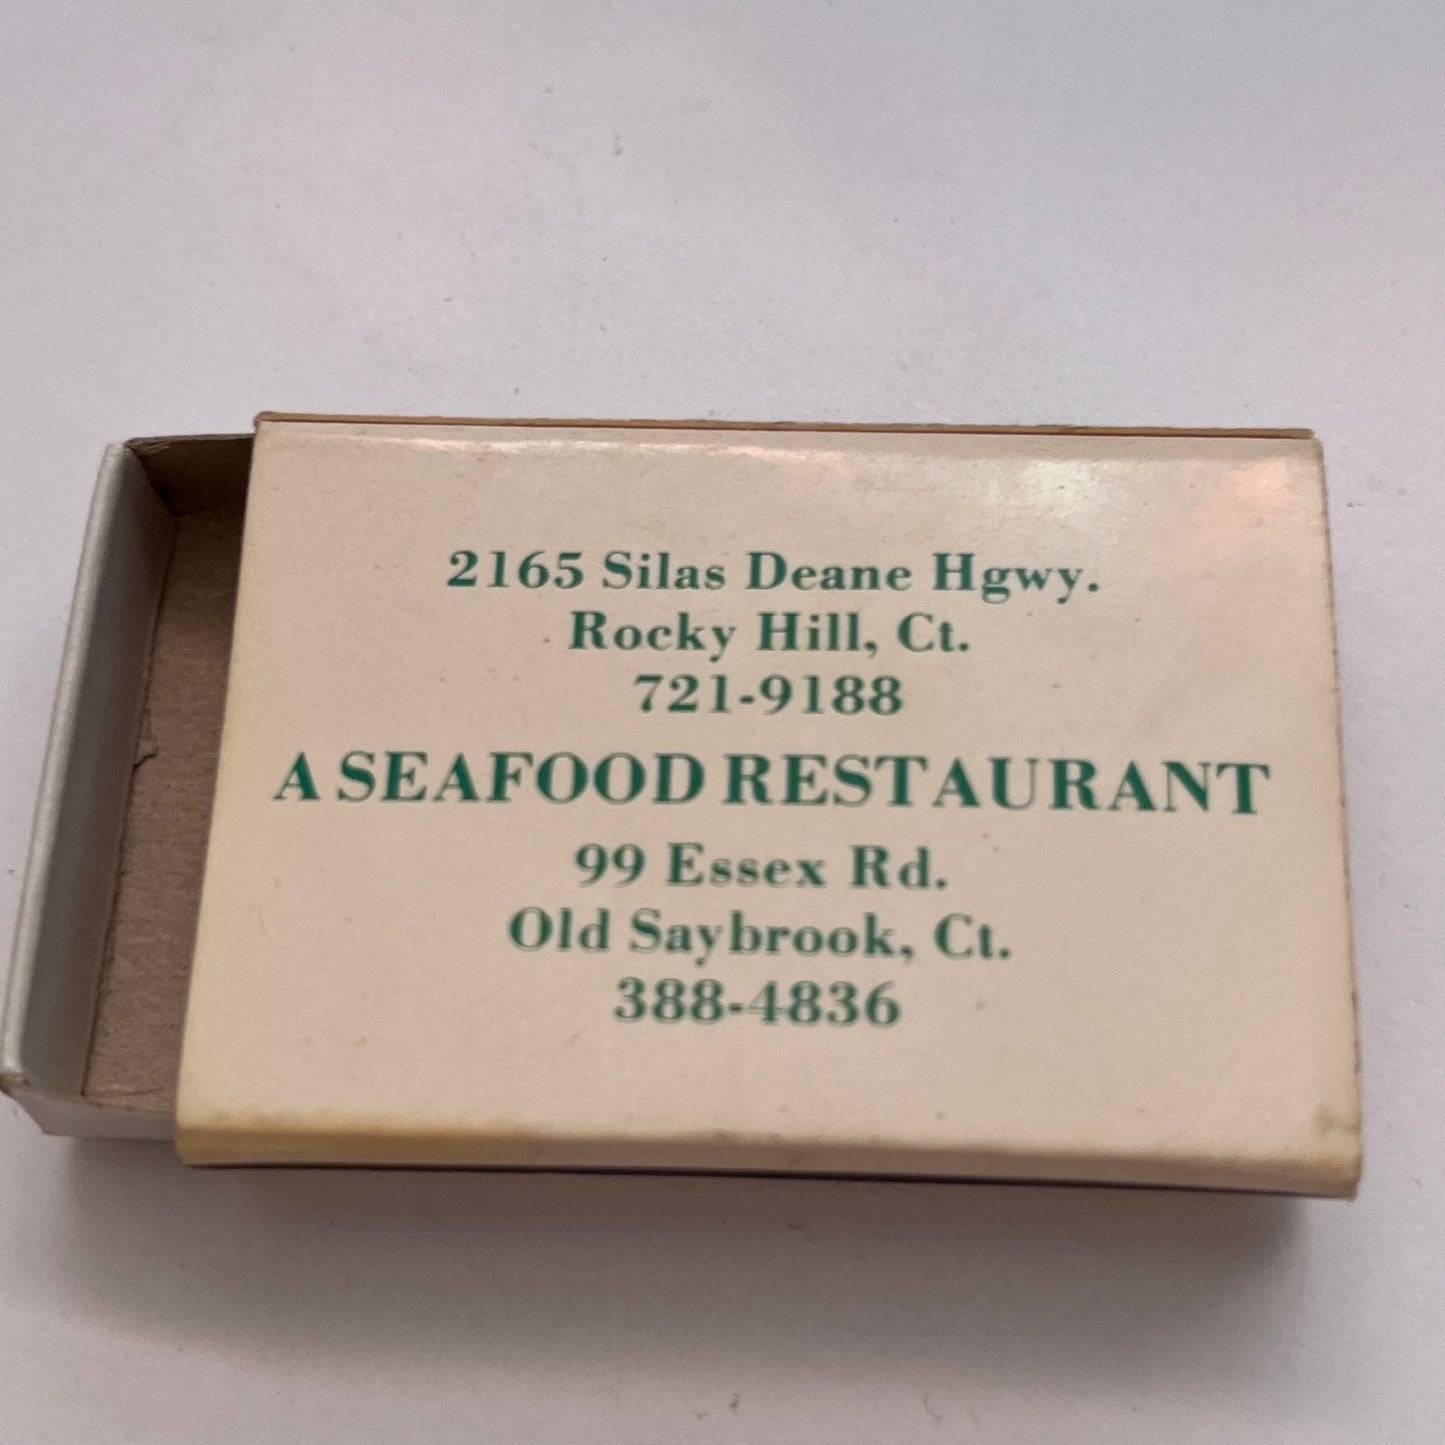 2165 Silas Deane Hgwy.
Rocky Hill, Ct.
721-9188
A SEAFOOD RESTAURANT
99 Essex Rd.
Old Saybrook, Ct.
388-4836